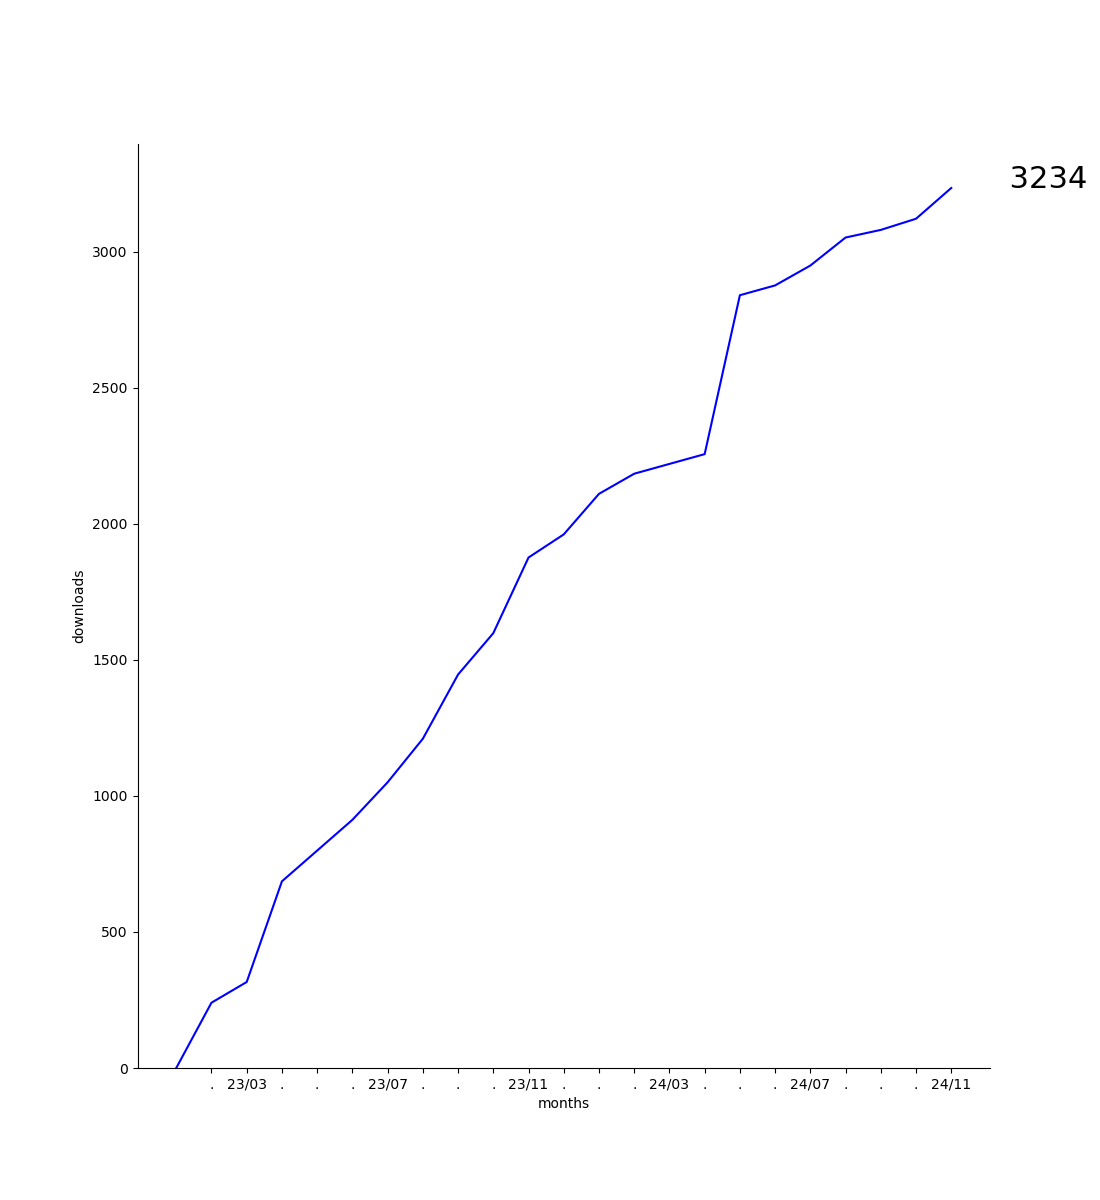 3234
3000
2500
2000
downloads
1500
1000
500
0
. 23/03 . . . 23/07 . . . 23/11 . . . 24/03 . . . 24/07 . . . 24/11
months